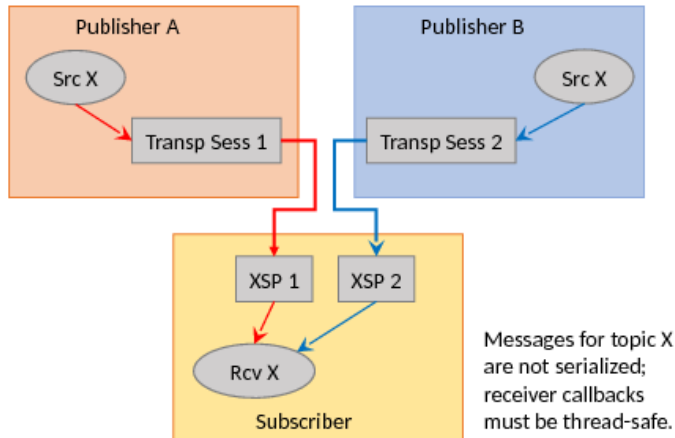 Publisher A
Publisher B
Src X
Src X
Transp Sess 1
Transp Sess 2
XSP 1
XSP 2
Rcv X
Subscriber
Messages for topic X
are not serialized;
receiver callbacks
must be thread-safe.